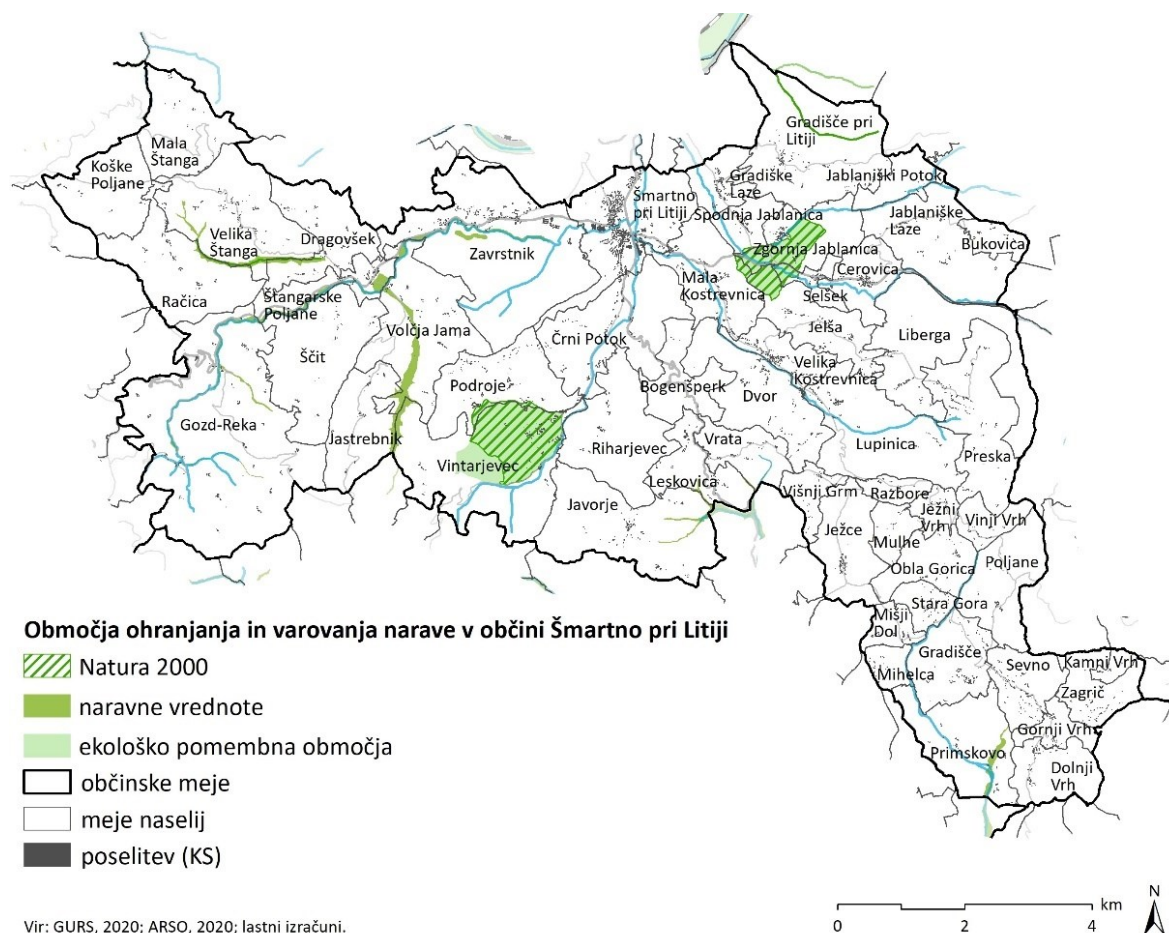 Gradišče pri
Litiji
Mala
Štanga
Koške
Poljane
Gradiške
Laze
Jablaniški Potok
Šmartno
pri Litiji
Spodnja Jablanica
Jablaniške
Laze
Velika
Štanga
Dragovšek
Zavrstnik
Zgornja Jablanica
Bukovica
Cerovica
Mala
Kostrevnica
Selšek
Račica
Štangarske
Poljane
Volčja Jama
Črni Potok
Jelša
Liberga
Ščit
Velika
Kostrevnica
Podroje
Bogenšperk
Dvor
Gozd-Reka
Jastrebnik
Riharjevec
Vrata
Lupinica
Vintarjevec
Preska
Leskovica
Javorje
Višnji Grm
Razbore
Ježni
Vrh
Vinji Vrh
Ježce
Mulhe
Obla Gorica
Poljane
Stara Gora
Mišji
Dol
Gradišče
Sevno
Kamni Vrh
Mihelca
Zagrič
Gornji Vrh
Primskovo
Dolnji
Vrh
Območja ohranjanja in varovanja narave v občini Šmartno pri Litiji
Natura 2000
naravne vrednote
ekološko pomembna območja
občinske meje
meje naselij
poselitev (KS)
Vir: GURS, 2020; ARSO, 2020; lastni izračuni.
km
0 2 4
N